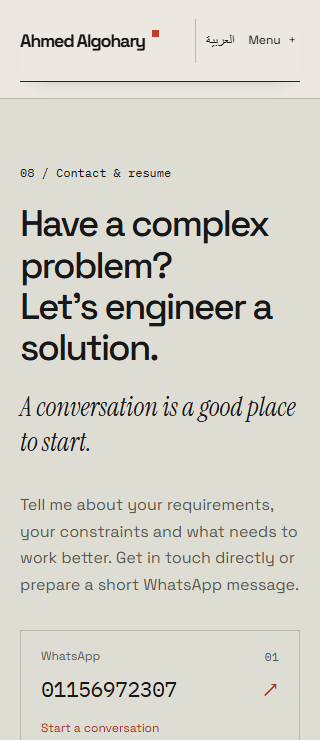 Ahmed Algohary
العربية
Menu +
08 / Contact & resume
Have a complex
problem?
Let's engineer a
solution.
A conversation is a good place
to start.
Tell me about your requirements,
your constraints and what needs to
work better. Get in touch directly or
prepare a short WhatsApp message.
WhatsApp 01
01156972307 ↗
Start a conversation